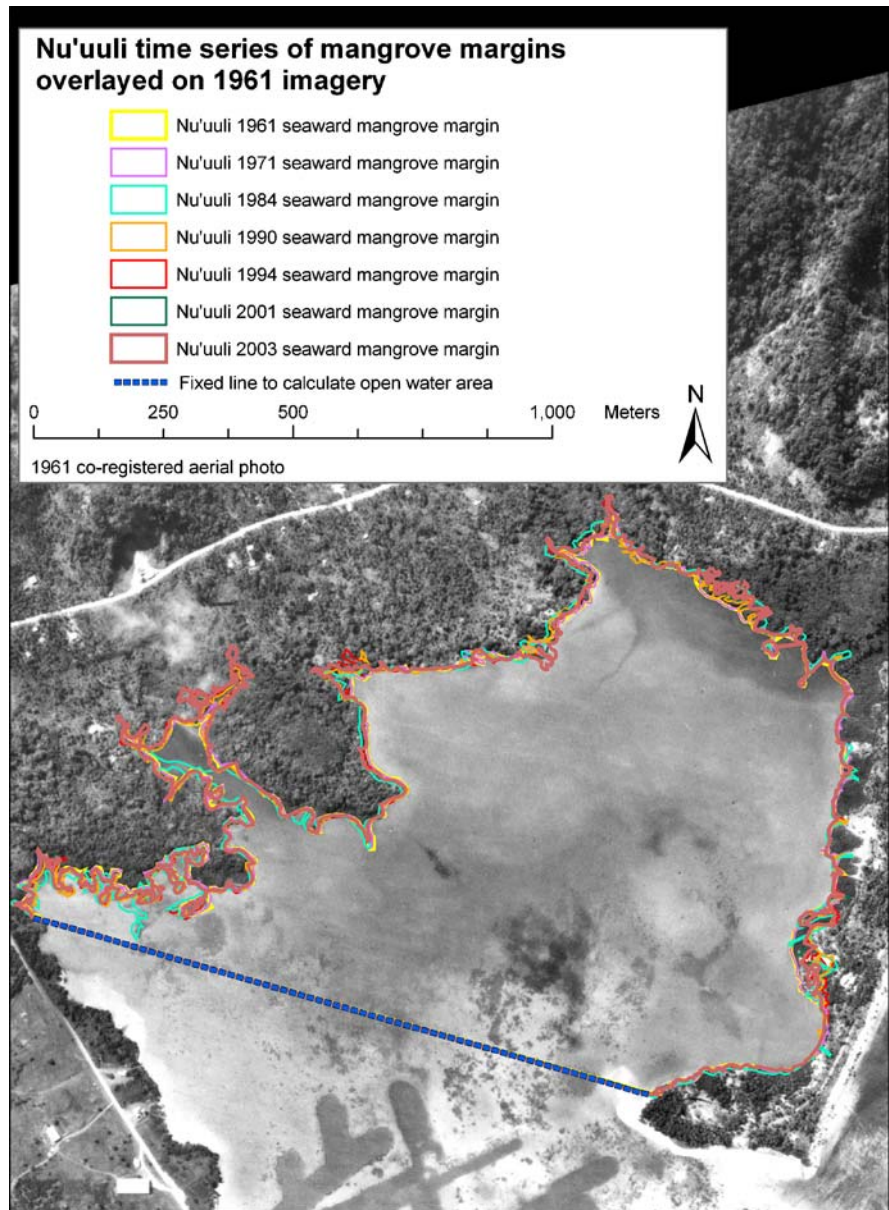 Nu'uuli time series of mangrove margins
overlayed on 1961 imagery
Nu'uuli 1961 seaward mangrove margin
Nu'uuli 1971 seaward mangrove margin
Nu'uuli 1984 seaward mangrove margin
Nu'uuli 1990 seaward mangrove margin
Nu'uuli 1994 seaward mangrove margin
Nu'uuli 2001 seaward mangrove margin
Nu'uuli 2003 seaward mangrove margin
Fixed line to calculate open water area
0 250 500 1,000 Meters
N
1961 co-registered aerial photo